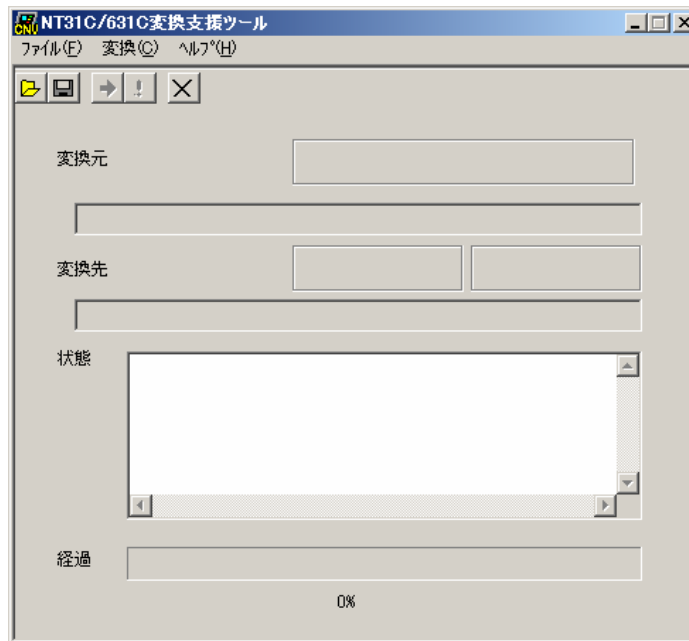 CNV
NT31C/631C変換支援ツール
ファイル(F) 変換(C) ヘルプ(H)
変換元
変換先
状態
経過
0%